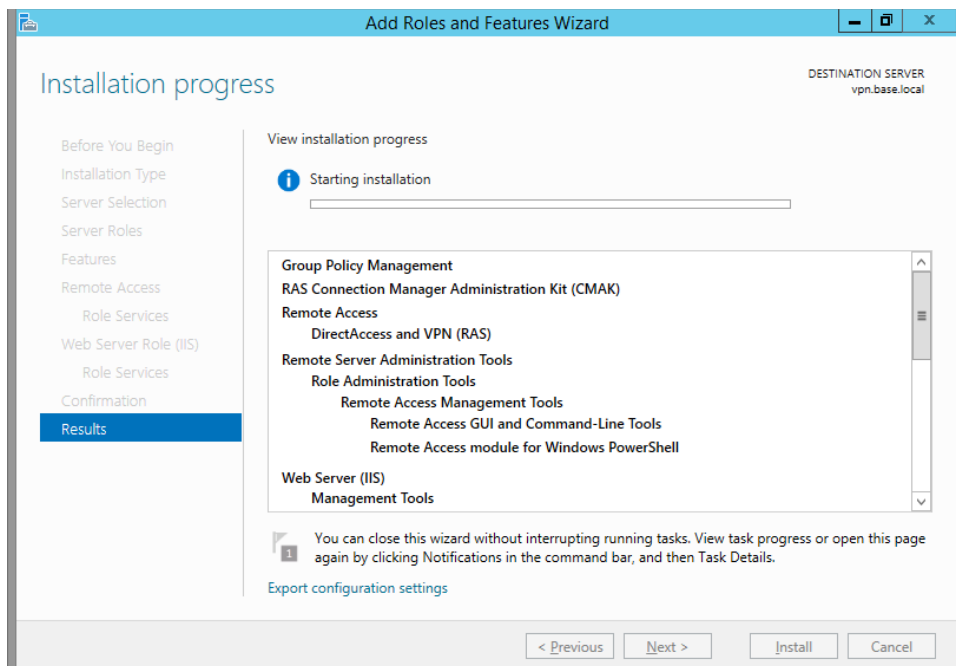 Add Roles and Features Wizard
Installation progress
DESTINATION SERVER
vpn.base.local
Before You Begin
Installation Type
Server Selection
Server Roles
Features
Remote Access
Role Services
Web Server Role (IIS)
Role Services
Confirmation
Results
View installation progress
Starting installation
Group Policy Management
RAS Connection Manager Administration Kit (CMAK)
Remote Access
DirectAccess and VPN (RAS)
Remote Server Administration Tools
Role Administration Tools
Remote Access Management Tools
Remote Access GUI and Command-Line Tools
Remote Access module for Windows PowerShell
Web Server (IIS)
Management Tools
1
You can close this wizard without interrupting running tasks. View task progress or open this page
again by clicking Notifications in the command bar, and then Task Details.
Export configuration settings
< Previous
Next >
Install
Cancel